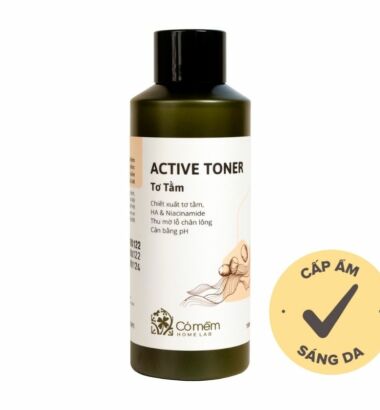 ACTIVE TONER
Tơ Tằm
Chiết xuất tơ tằm,
HA & Niacinamide
Thu mờ lỗ chân lông
Cân bằng pH
Cỏ mềm
HOME LAB
CẤP ẨM
SÁNG DA